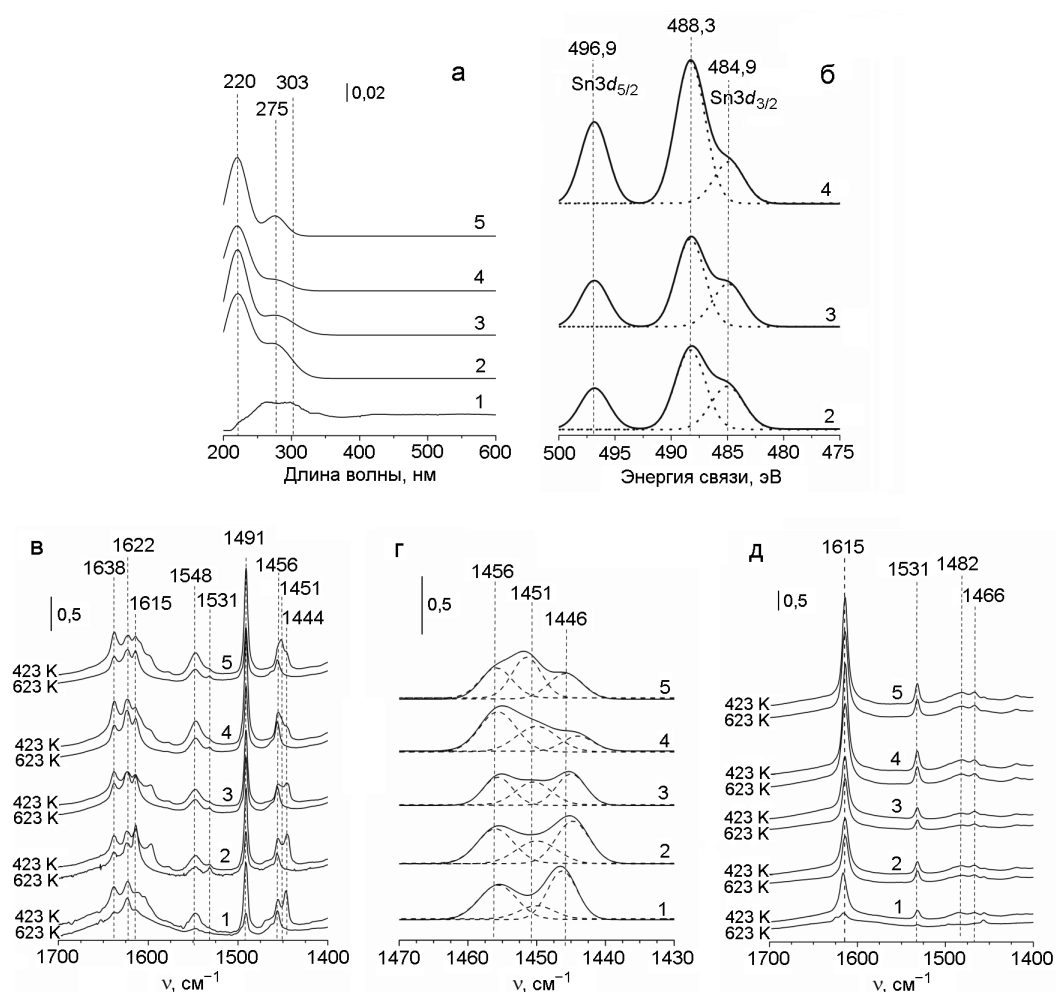 а
220
303
275
0,02
5
4
3
2
1
200 300 400 500 600
Длина волны, нм
488,3
496,9
484,9
б
Sn3d5/2
Sn3d3/2
4
3
2
500 495 490 485 480 475
Энергия связи, эВ
в
1491
1622
1638
1456
1548
1451
1615
1531
1444
0,5
423 K
623 K
5
423 K
623 K
4
423 K
623 K
3
423 K
623 K
2
423 K
623 K
1
1700 1600 1500 1400
ν, см−1
г
1456
1451
1446
0,5
5
4
3
2
1
1470 1460 1450 1440 1430
ν, см−1
д
1615
1531
1482
1466
0,5
423 K
623 K
5
423 K
623 K
4
423 K
623 K
3
423 K
623 K
2
423 K
623 K
1
1700 1600 1500 1400
ν, см−1